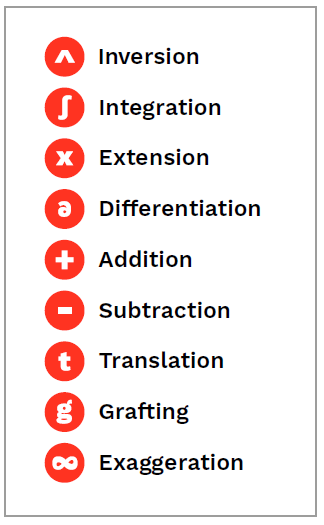 ^ Inversion
∫ Integration
x Extension
∂ Differentiation
+ Addition
- Subtraction
t Translation
g Grafting
∞ Exaggeration